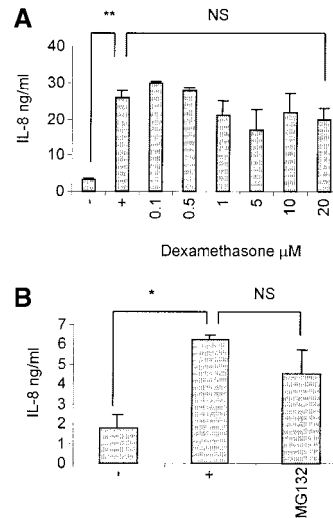 A
** NS
40
30
20
10
0
IL-8 ng/ml
- + 0.1 0.5 1 5 10 20
Dexamethasone µM
B
* NS
7
6
5
4
3
2
1
0
IL-8 ng/ml
- + MG132